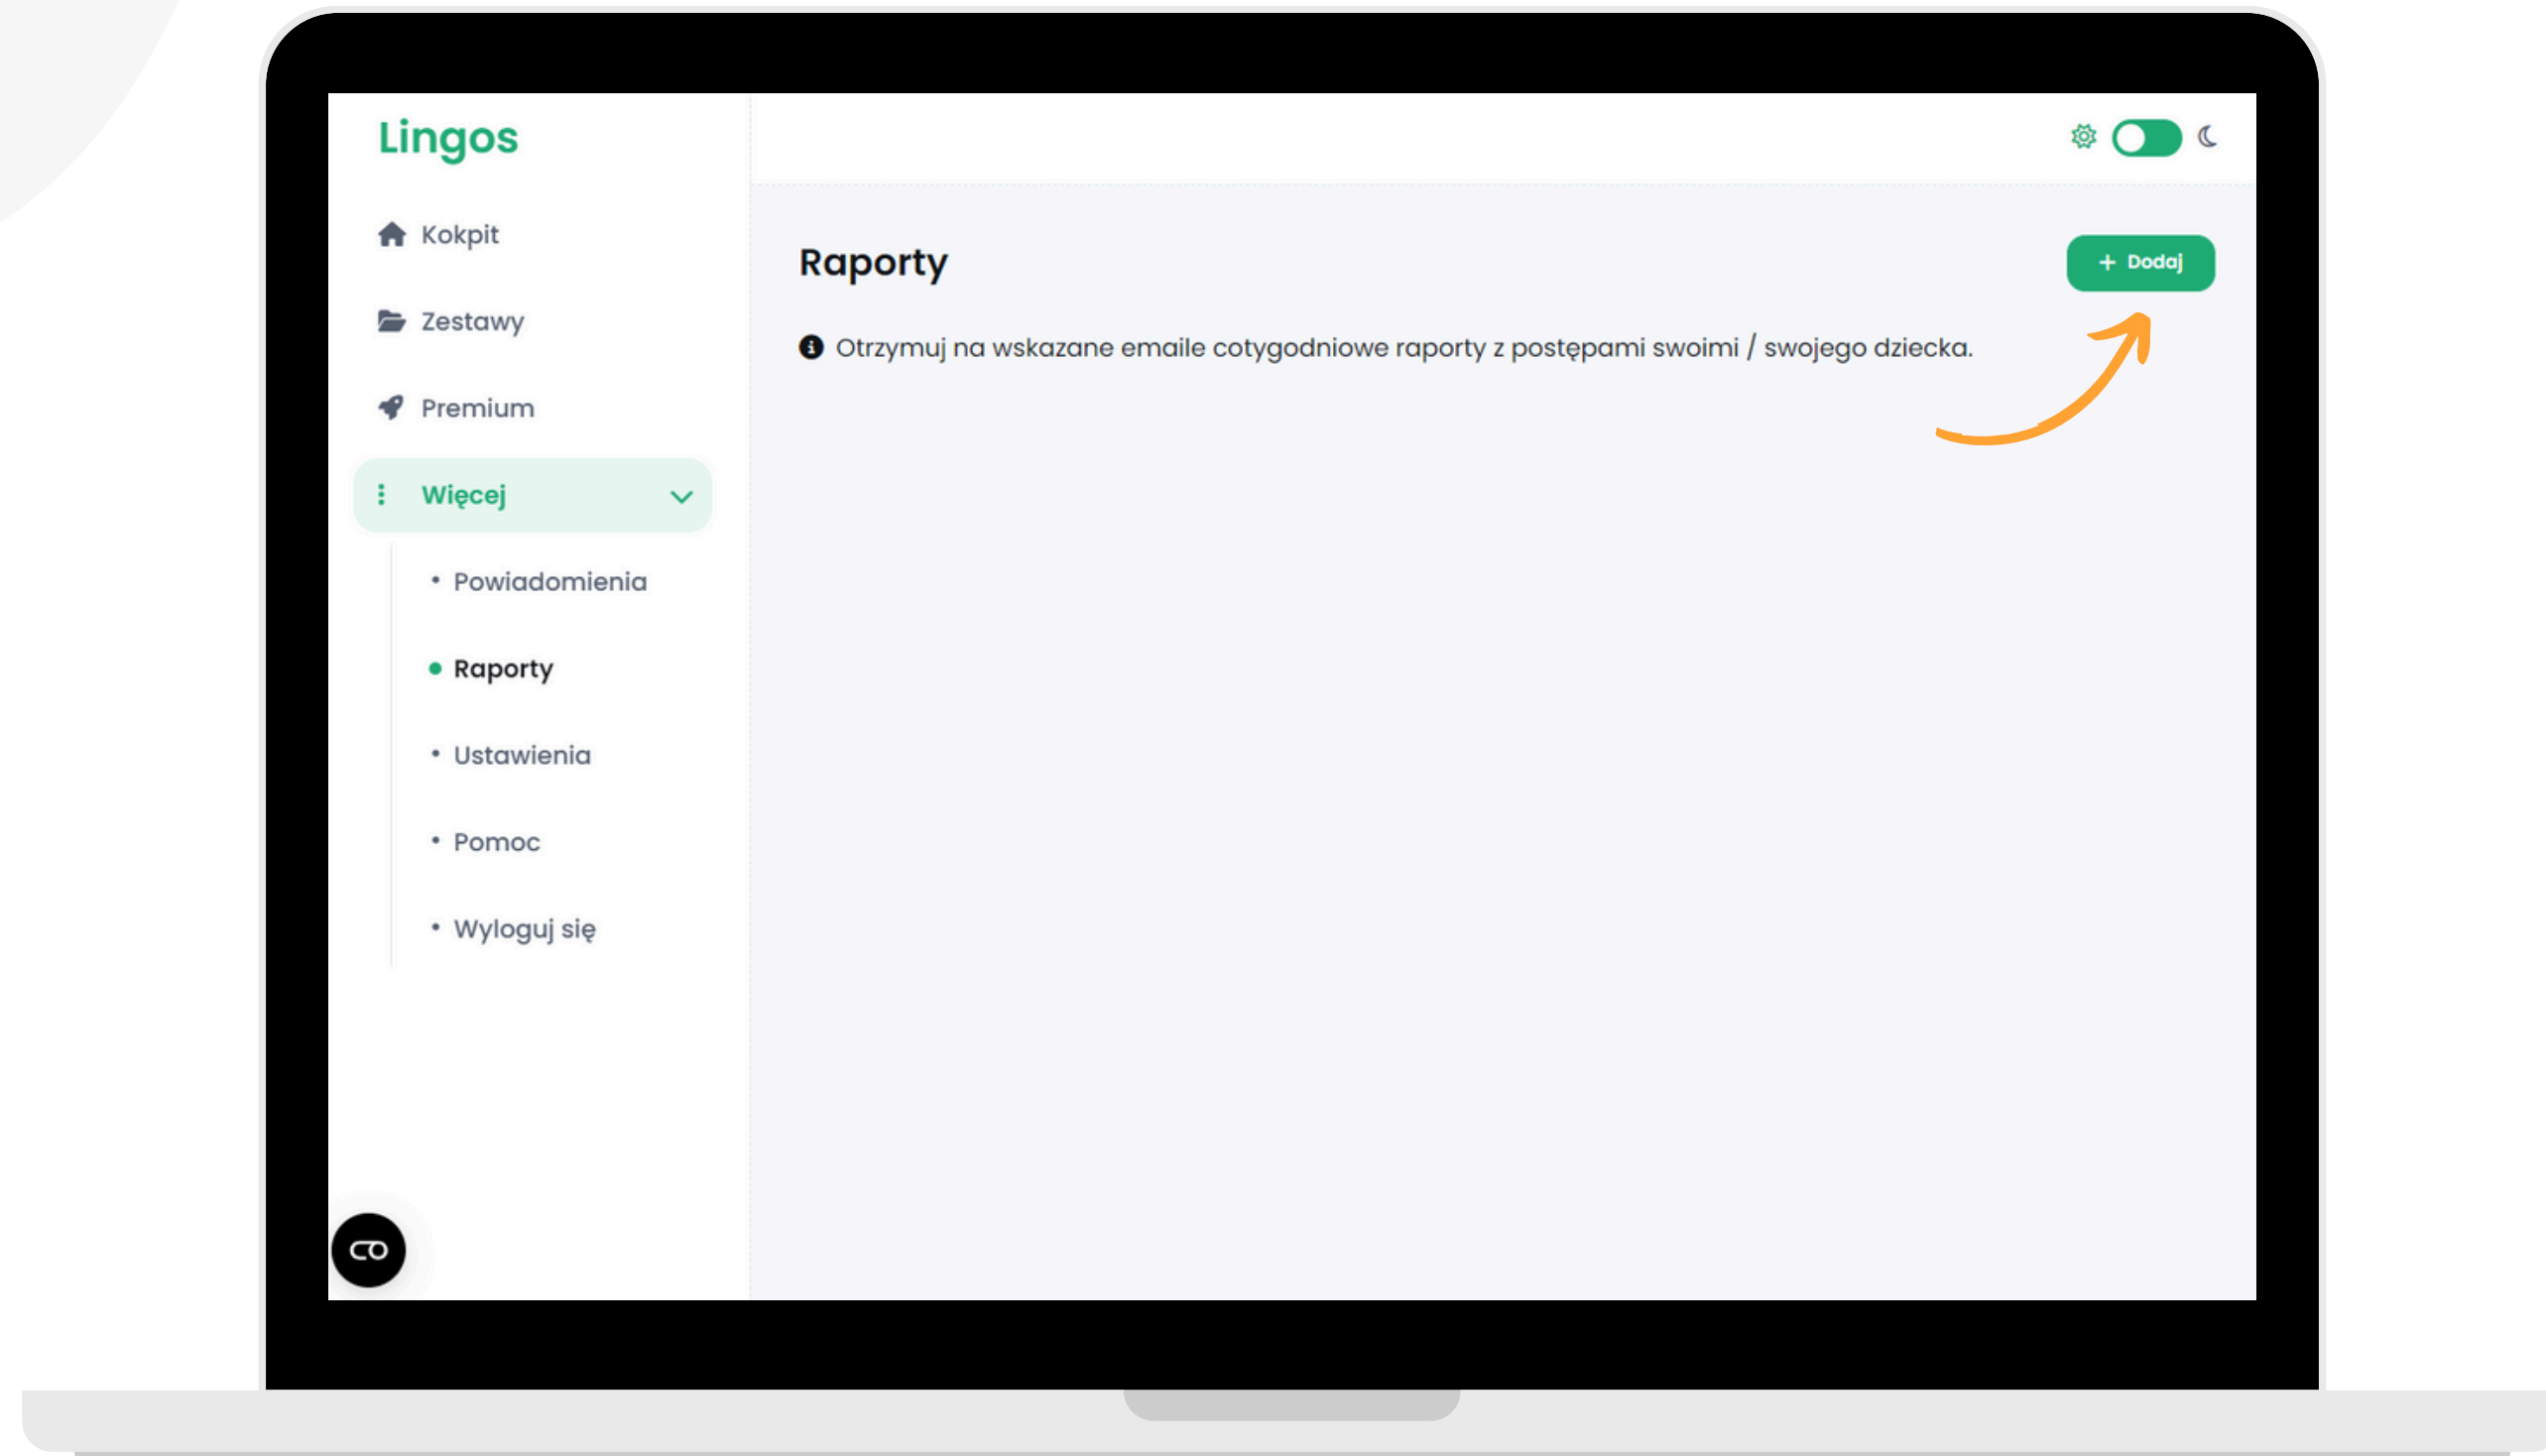 Lingos
Kokpit
Zestawy
Premium
Więcej
Powiadomienia
Raporty
Ustawienia
Pomoc
Wyloguj się
Raporty
+ Dodaj
Otrzymuj na wskazane emaile cotygodniowe raporty z postępami swoimi / swojego dziecka.